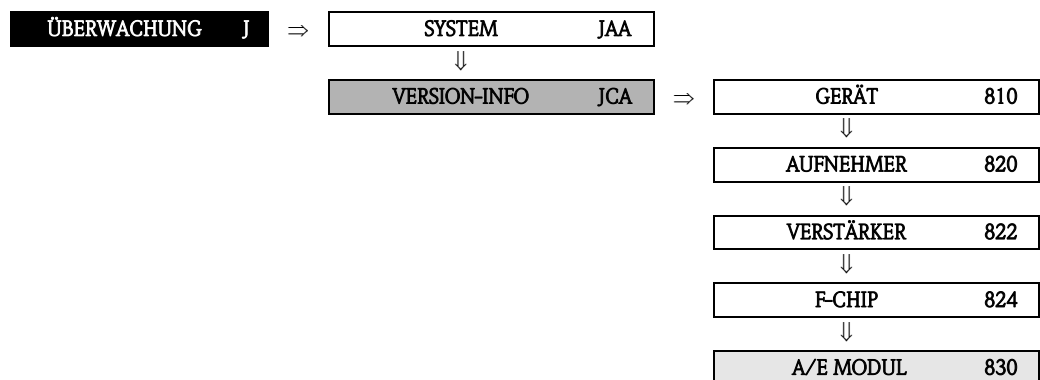 ÜBERWACHUNG J ⇒ SYSTEM JAA
⇓
VERSION-INFO JCA ⇒ GERÄT 810
⇓
AUFNEHMER 820
⇓
VERSTÄRKER 822
⇓
F-CHIP 824
⇓
A/E MODUL 830